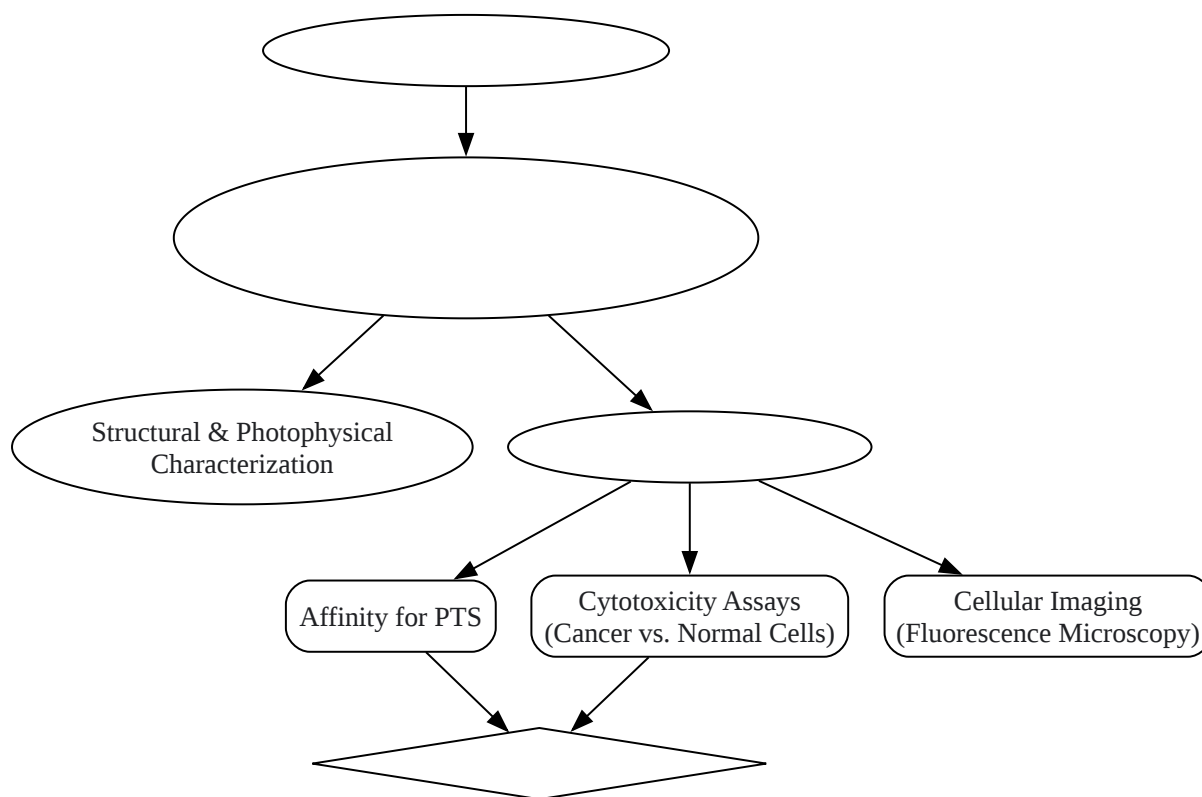 Structural & Photophysical
Characterization
Affinity for PTS
Cytotoxicity Assays
(Cancer vs. Normal Cells)
Cellular Imaging
(Fluorescence Microscopy)